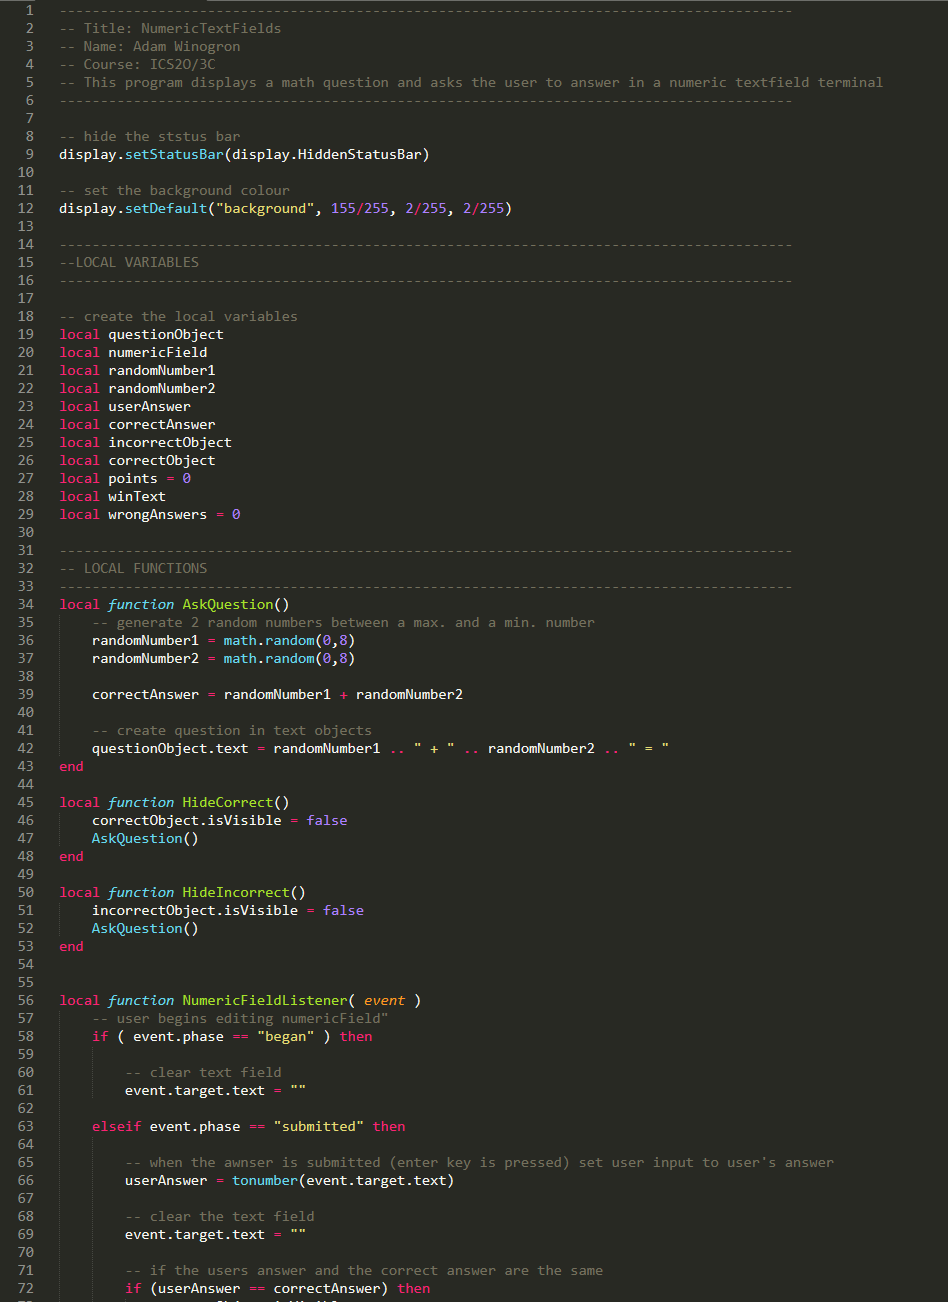 1 -----------------------------------------------------------------------------------------
2 -- Title: NumericTextFields
3 -- Name: Adam Winogron
4 -- Course: ICS2O/3C
5 -- This program displays a math question and asks the user to answer in a numeric textfield terminal
6 -----------------------------------------------------------------------------------------
7
8 -- hide the ststus bar
9 display.setStatusBar(display.HiddenStatusBar)
10
11 -- set the background colour
12 display.setDefault("background", 155/255, 2/255, 2/255)
13
14 -----------------------------------------------------------------------------------------
15 --LOCAL VARIABLES
16 -----------------------------------------------------------------------------------------
17
18 -- create the local variables
19 local questionObject
20 local numericField
21 local randomNumber1
22 local randomNumber2
23 local userAnswer
24 local correctAnswer
25 local incorrectObject
26 local correctObject
27 local points = 0
28 local winText
29 local wrongAnswers = 0
30
31 -----------------------------------------------------------------------------------------
32 -- LOCAL FUNCTIONS
33 -----------------------------------------------------------------------------------------
34 local function AskQuestion()
35     -- generate 2 random numbers between a max. and a min. number
36     randomNumber1 = math.random(0,8)
37     randomNumber2 = math.random(0,8)
38
39     correctAnswer = randomNumber1 + randomNumber2
40
41     -- create question in text objects
42     questionObject.text = randomNumber1 .. " + " .. randomNumber2 .. " = "
43 end
44
45 local function HideCorrect()
46     correctObject.isVisible = false
47     AskQuestion()
48 end
49
50 local function HideIncorrect()
51     incorrectObject.isVisible = false
52     AskQuestion()
53 end
54
55
56 local function NumericFieldListener( event )
57     -- user begins editing numericField"
58     if ( event.phase == "began" ) then
59
60         -- clear text field
61         event.target.text = ""
62
63     elseif event.phase == "submitted" then
64
65         -- when the awnser is submitted (enter key is pressed) set user input to user's answer
66         userAnswer = tonumber(event.target.text)
67
68         -- clear the text field
69         event.target.text = ""
70
71         -- if the users answer and the correct answer are the same
72         if (userAnswer == correctAnswer) then